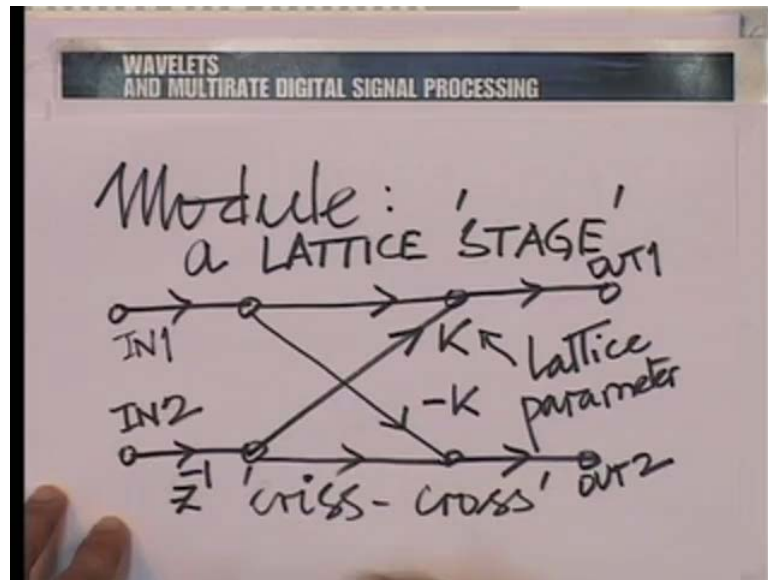 WAVELETS
AND MULTIRATE DIGITAL SIGNAL PROCESSING
Module:
a LATTICE 'STAGE'
OUT1
IN1
K
Lattice
parameter
-K
IN2
z^-1
'criss-cross'
OUT2